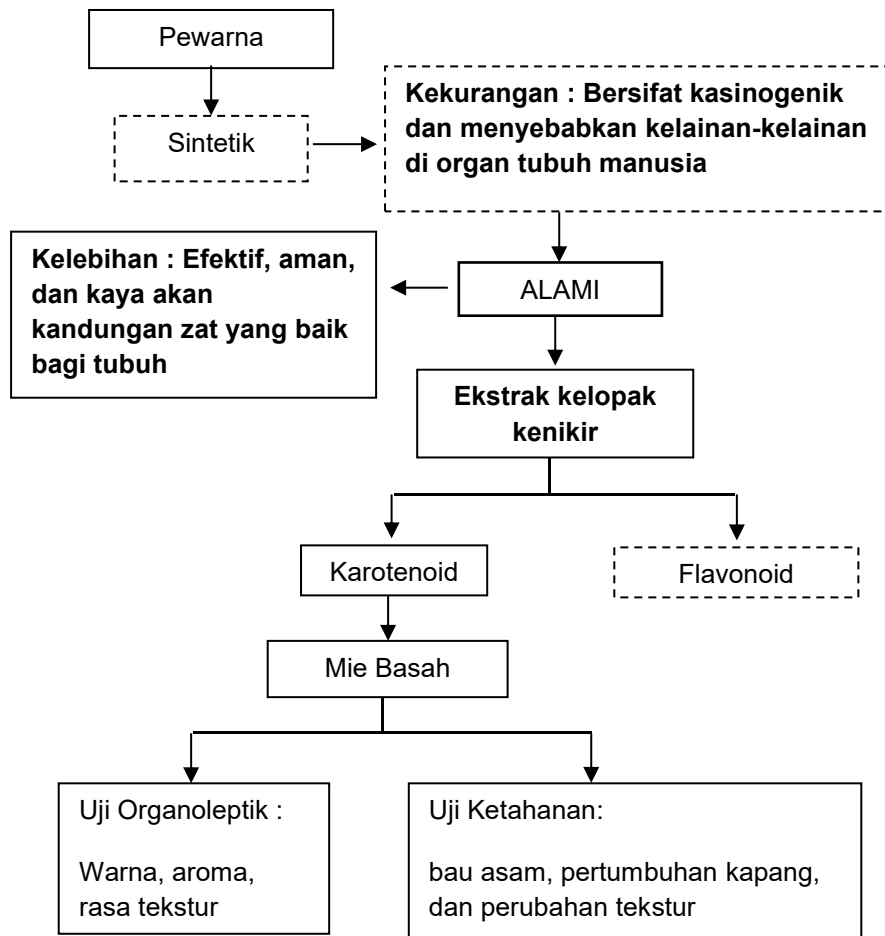 Pewarna
Sintetik
Kekurangan : Bersifat kasinogenik
dan menyebabkan kelainan-kelainan
di organ tubuh manusia
Kelebihan : Efektif, aman,
dan kaya akan
kandungan zat yang baik
bagi tubuh
ALAMI
Ekstrak kelopak
kenikir
Karotenoid
Flavonoid
Mie Basah
Uji Organoleptik :
Warna, aroma,
rasa tekstur
Uji Ketahanan:
bau asam, pertumbuhan kapang,
dan perubahan tekstur